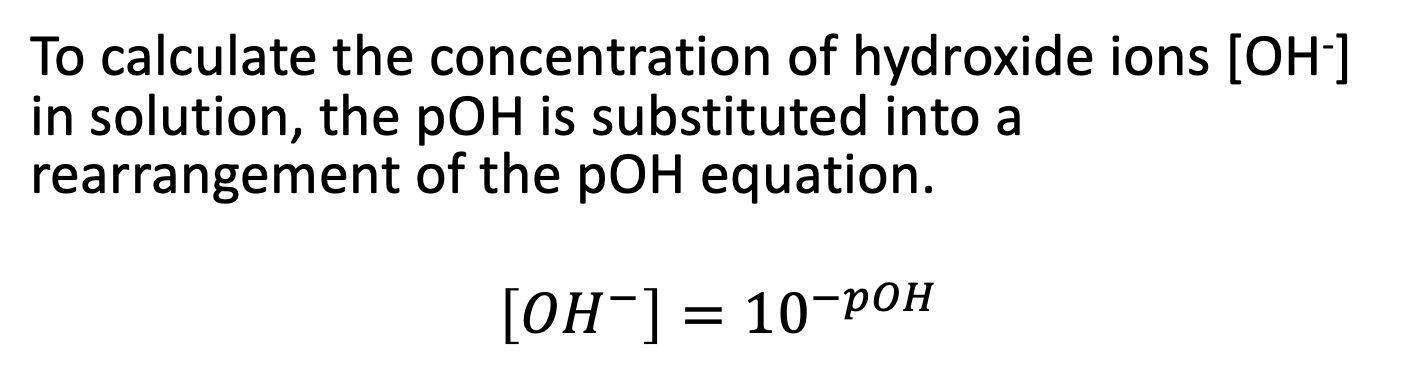 To calculate the concentration of hydroxide ions [OH⁻]
in solution, the pOH is substituted into a
rearrangement of the pOH equation.
[OH⁻] = 10⁻ᵖᴼᴴ